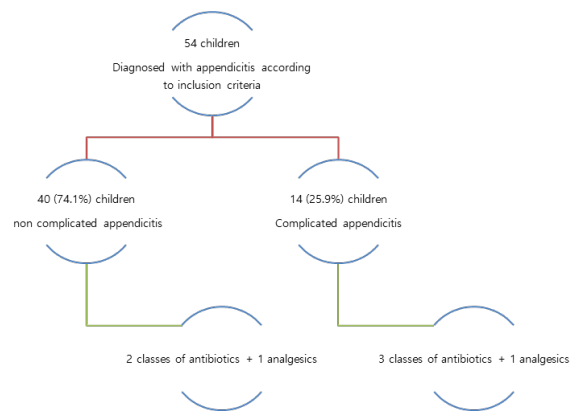 54 children
Diagnosed with appendicitis according
to inclusion criteria
40 (74.1%) children
non complicated appendicitis
14 (25.9%) children
Complicated appendicitis
2 classes of antibiotics + 1 analgesics
3 classes of antibiotics + 1 analgesics